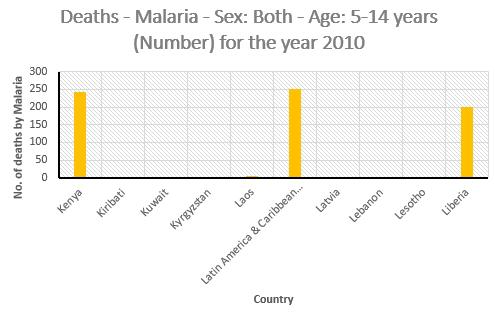 Deaths - Malaria - Sex: Both - Age: 5-14 years
(Number) for the year 2010
No. of deaths by Malaria
300
250
200
150
100
50
0
Kenya
Kiribati
Kuwait
Kyrgyzstan
Laos
Latin America & Caribbean...
Latvia
Lebanon
Lesotho
Liberia
Country